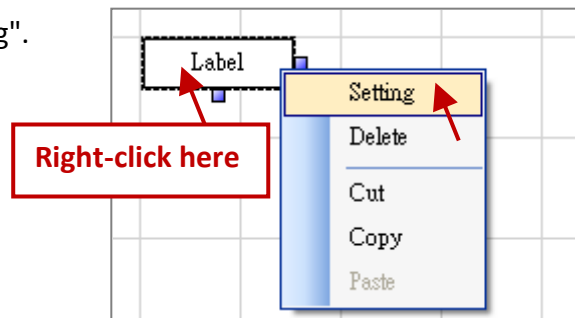 g".
Label
Setting
Right-click here
Delete
Cut
Copy
Paste